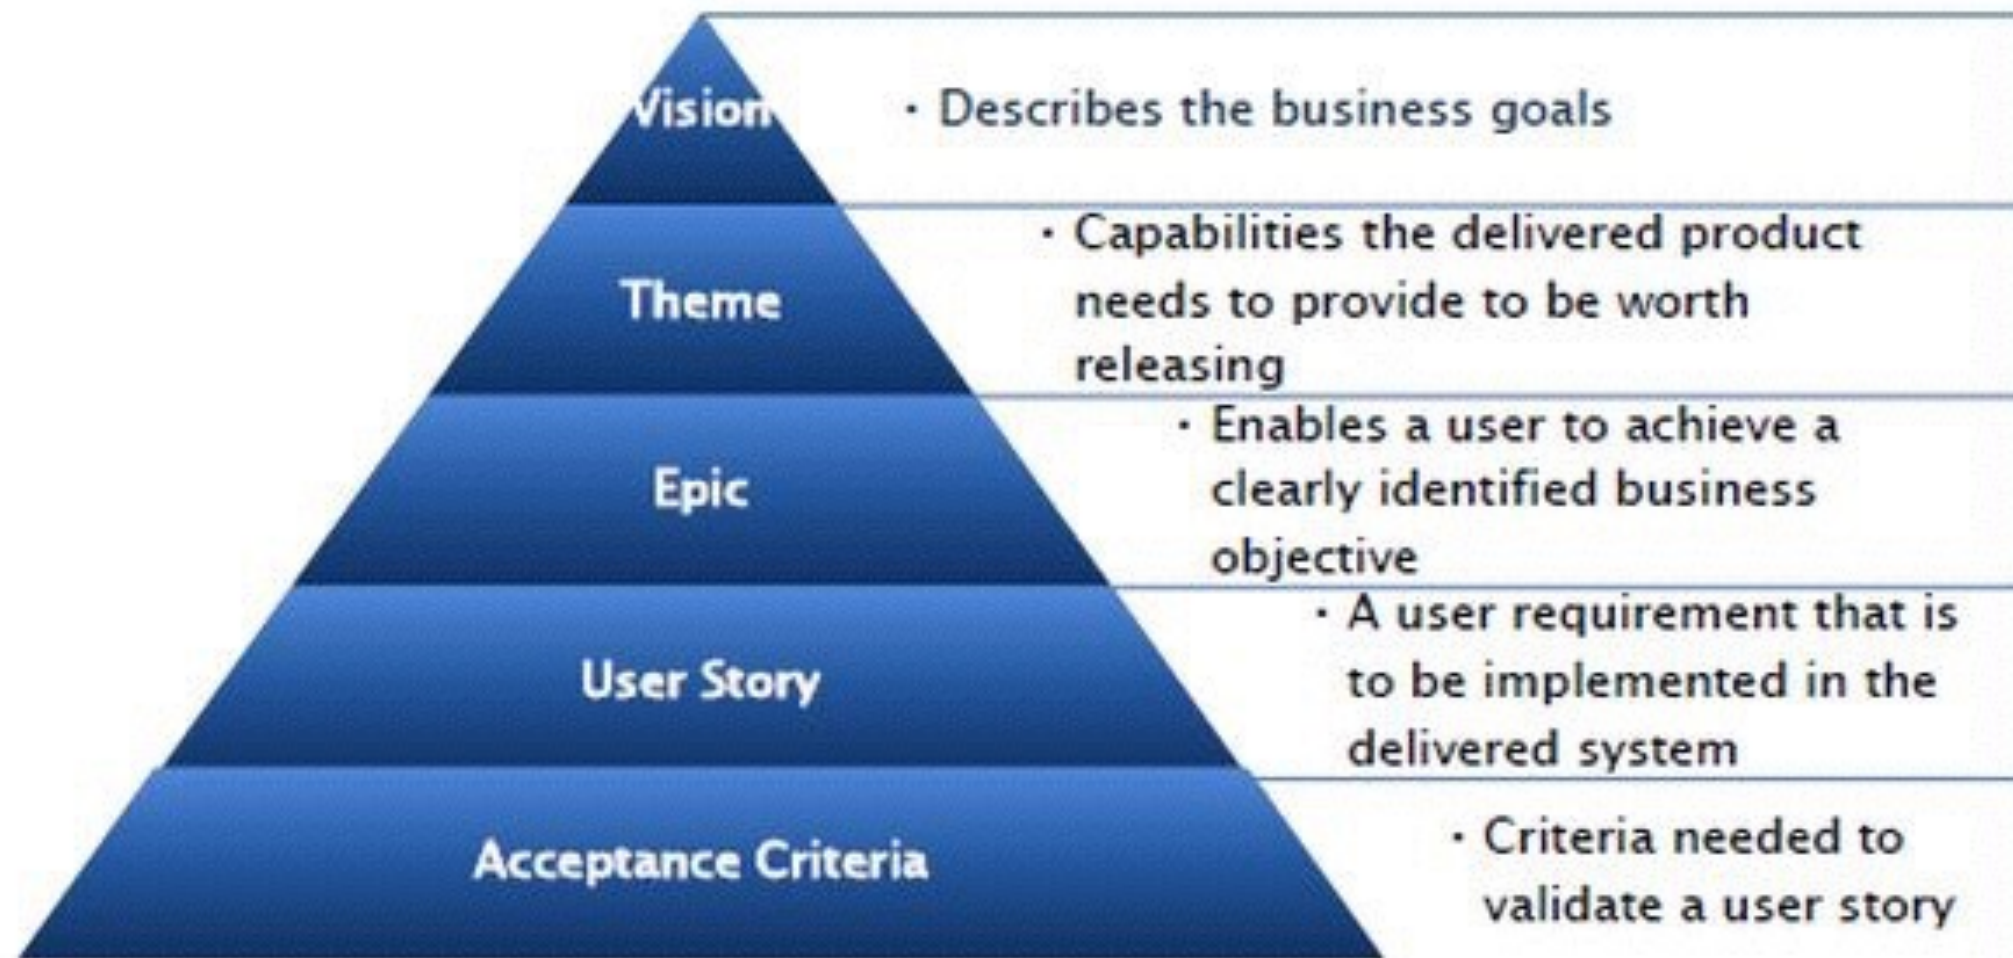 Vision
· Describes the business goals
Theme
· Capabilities the delivered product
needs to provide to be worth
releasing
Epic
· Enables a user to achieve a
clearly identified business
objective
User Story
· A user requirement that is
to be implemented in the
delivered system
Acceptance Criteria
· Criteria needed to
validate a user story